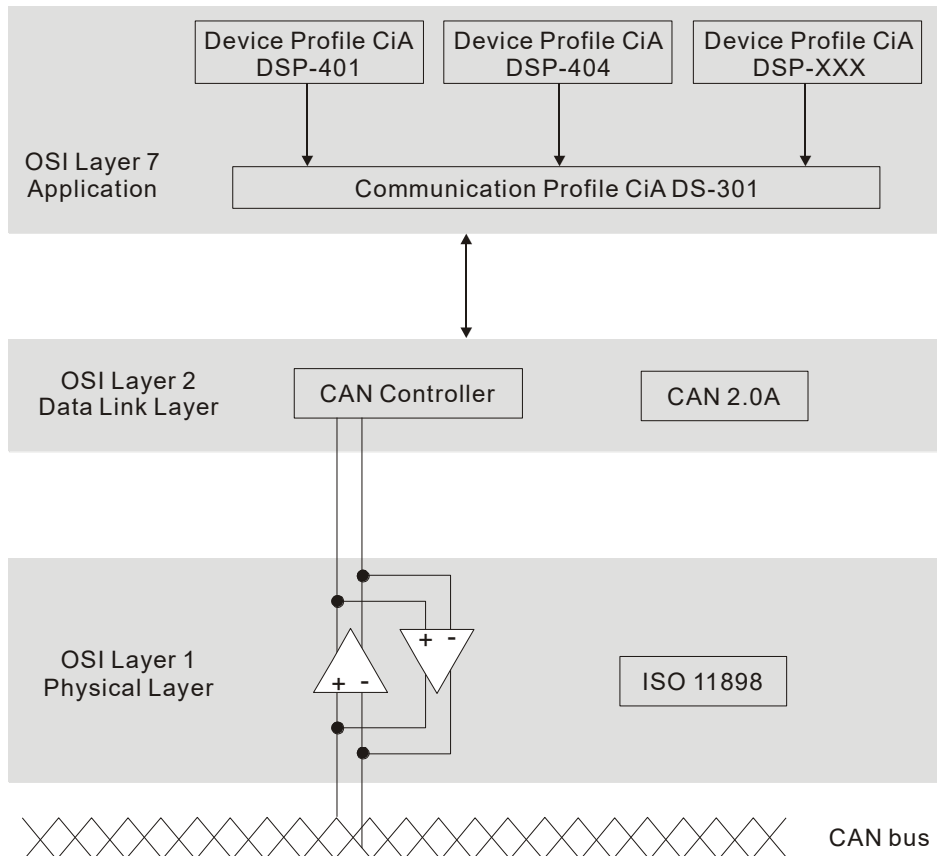 Device Profile CiA
DSP-401
Device Profile CiA
DSP-404
Device Profile CiA
DSP-XXX
OSI Layer 7
Application
Communication Profile CiA DS-301
OSI Layer 2
Data Link Layer
CAN Controller
CAN 2.0A
+ -
OSI Layer 1
Physical Layer
+ -
ISO 11898
CAN bus